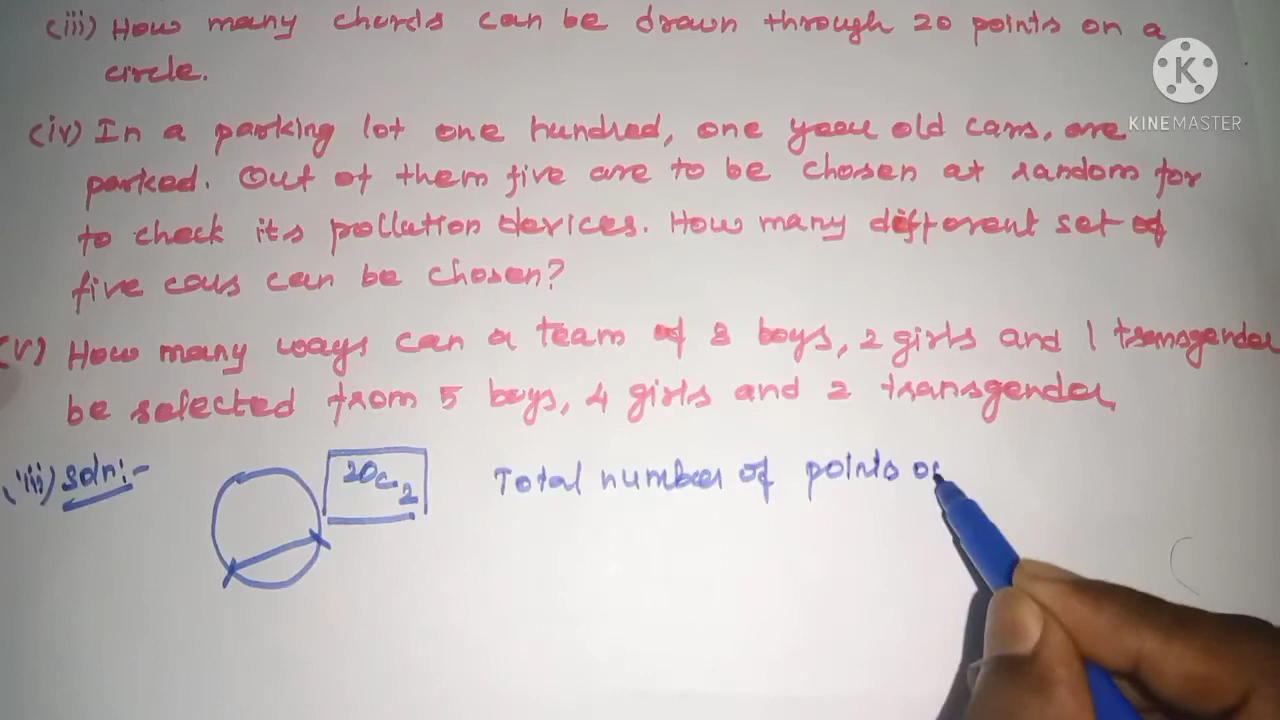 (iii) How many chords can be drawn through 20 points on a
circle.
K
KINEMASTER
(iv) In a parking lot one hundred, one year old cars, are
parked. Out of them five are to be chosen at random for
to check its pollution devices. How many different set of
five cars can be chosen?
(v) How many ways can a team of 3 boys, 2 girls and 1 transgender
be selected from 5 boys, 4 girls and 2 transgender.
(iii) Soln:-
20c2
Total number of points o